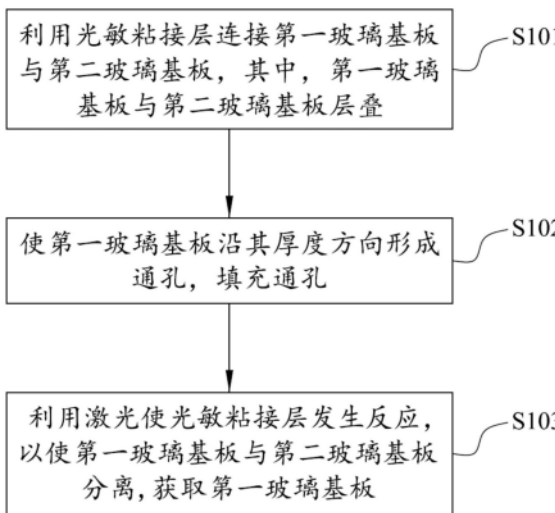 利用光敏粘接层连接第一玻璃基板
与第二玻璃基板，其中，第一玻璃
基板与第二玻璃基板层叠
S101
使第一玻璃基板沿其厚度方向形成
通孔，填充通孔
S102
利用激光使光敏粘接层发生反应，
以使第一玻璃基板与第二玻璃基板
分离,获取第一玻璃基板
S103